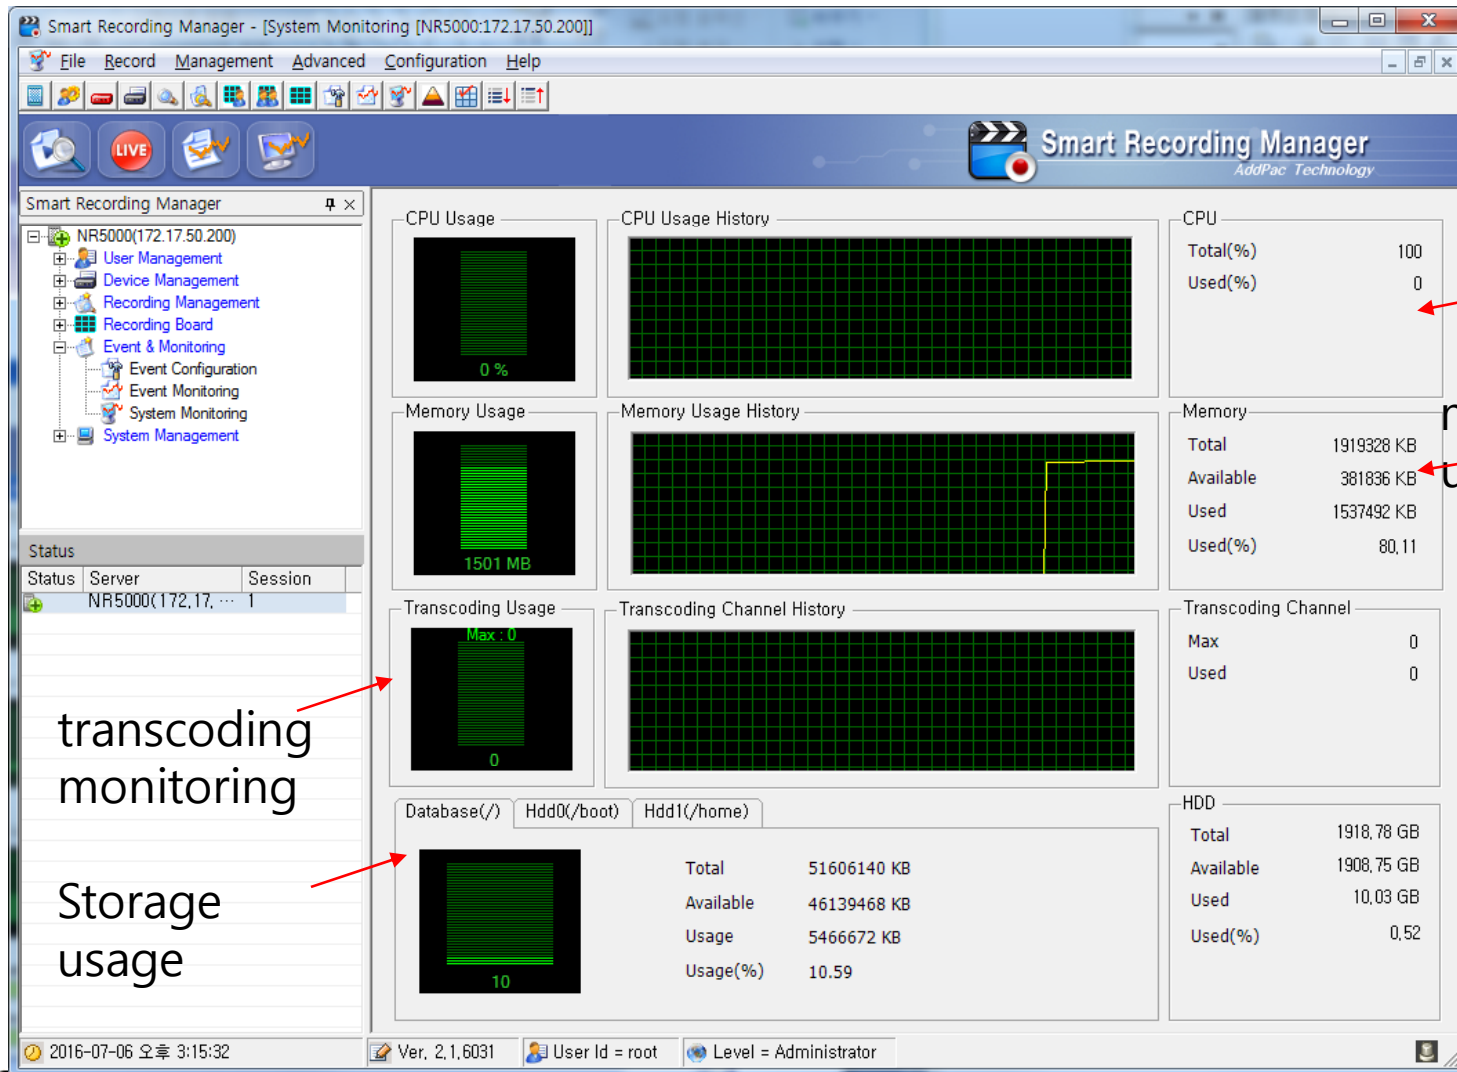 Smart Recording Manager - [System Monitoring [NR5000:172.17.50.200]]
File Record Management Advanced Configuration Help
LIVE
Smart Recording Manager
AddPac Technology
Smart Recording Manager
NR5000(172.17.50.200)
User Management
Device Management
Recording Management
Recording Board
Event & Monitoring
Event Configuration
Event Monitoring
System Monitoring
System Management
Status
Status Server Session
NR5000(172,17, ··· 1
transcoding
monitoring
Storage
usage
CPU Usage
0 %
CPU Usage History
CPU
Total(%) 100
Used(%) 0
Memory Usage
1501 MB
Memory Usage History
Memory
Total 1919328 KB
Available 381836 KB
Used 1537492 KB
Used(%) 80,11
Transcoding Usage
Max : 0
0
Transcoding Channel History
Transcoding Channel
Max 0
Used 0
Database(/) Hdd0(/boot) Hdd1(/home)
10
Total 51606140 KB
Available 46139468 KB
Usage 5466672 KB
Usage(%) 10.59
HDD
Total 1918,78 GB
Available 1908,75 GB
Used 10,03 GB
Used(%) 0,52
2016-07-06 오후 3:15:32
Ver, 2,1,6031
User Id = root
Level = Administrator